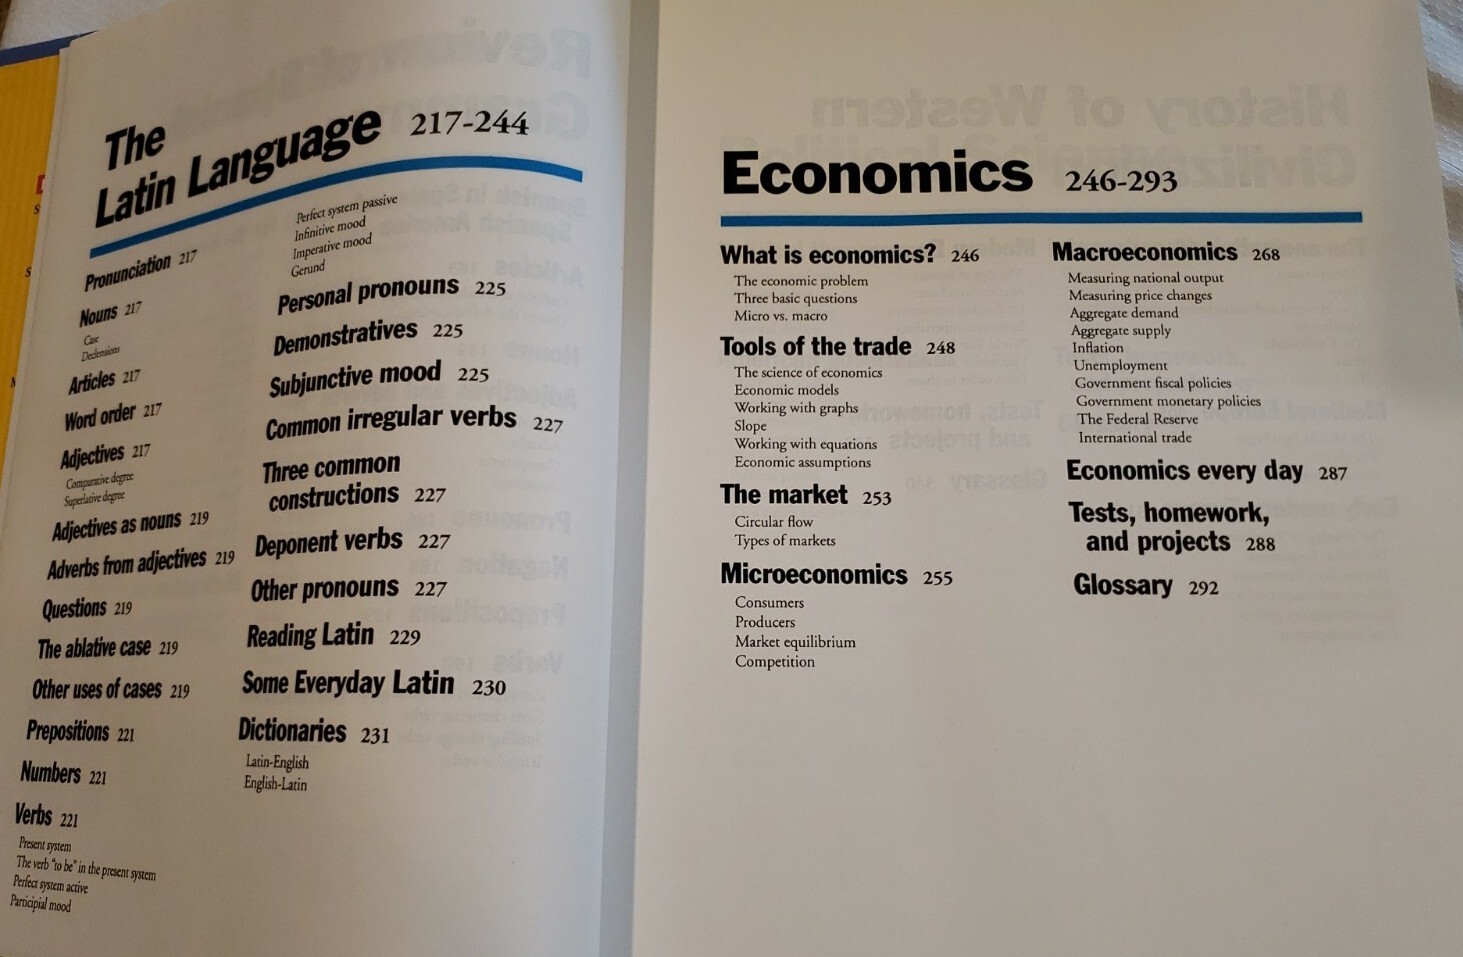 The
Latin Language 217-244
Pronunciation 217
Nouns 217
Case
Declensions
Articles 217
Word order 217
Adjectives 217
Comparative degree
Superlative degree
Adjectives as nouns 219
Adverbs from adjectives 219
Questions 219
The ablative case 219
Other uses of cases 219
Prepositions 221
Numbers 221
Verbs 221
Present system
The verb "to be" in the present system
Perfect system active
Participial mood
Perfect system passive
Infinitive mood
Imperative mood
Gerund
Personal pronouns 225
Demonstratives 225
Subjunctive mood 225
Common irregular verbs 227
Three common
constructions 227
Deponent verbs 227
Other pronouns 227
Reading Latin 229
Some Everyday Latin 230
Dictionaries 231
Latin-English
English-Latin
Economics 246-293
What is economics? 246
The economic problem
Three basic questions
Micro vs. macro
Tools of the trade 248
The science of economics
Economic models
Working with graphs
Slope
Working with equations
Economic assumptions
The market 253
Circular flow
Types of markets
Microeconomics 255
Consumers
Producers
Market equilibrium
Competition
Macroeconomics 268
Measuring national output
Measuring price changes
Aggregate demand
Aggregate supply
Inflation
Unemployment
Government fiscal policies
Government monetary policies
The Federal Reserve
International trade
Economics every day 287
Tests, homework,
and projects 288
Glossary 292